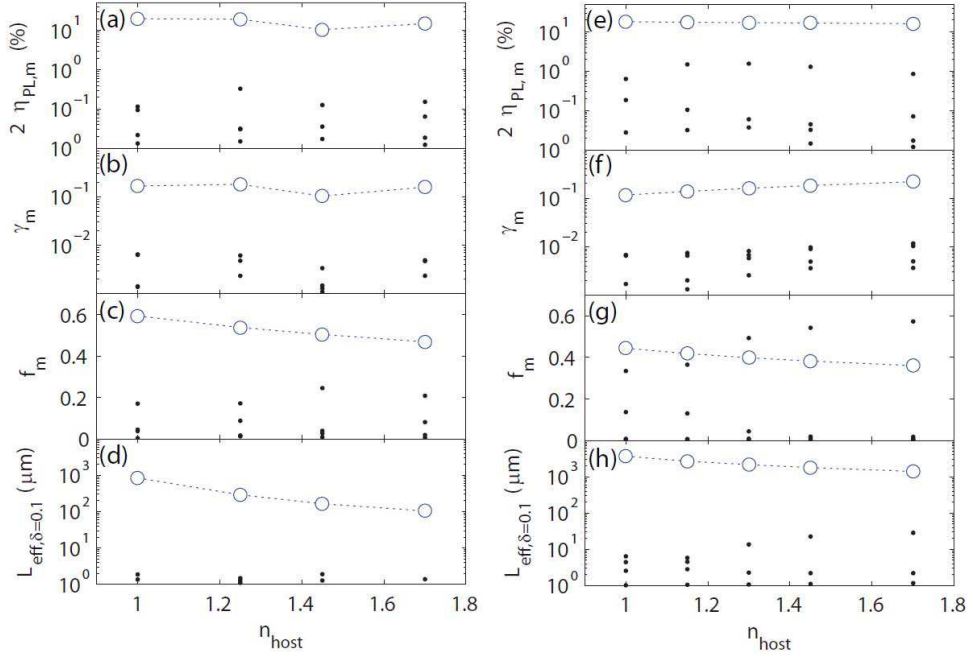 (a)
2 η_PL,m (%)
10^1
10^0
10^-1
10^0
(b)
γ_m
10^-1
10^-2
(c)
f_m
0.6
0.4
0.2
0
(d)
L_eff,δ=0.1 (μm)
10^3
10^2
10^1
10^0
1 1.2 1.4 1.6 1.8
n_host
(e)
2 η_PL,m (%)
10^1
10^0
10^-1
10^0
(f)
γ_m
10^-1
10^-2
(g)
f_m
0.6
0.4
0.2
0
(h)
L_eff,δ=0.1 (μm)
10^3
10^2
10^1
10^0
1 1.2 1.4 1.6 1.8
n_host